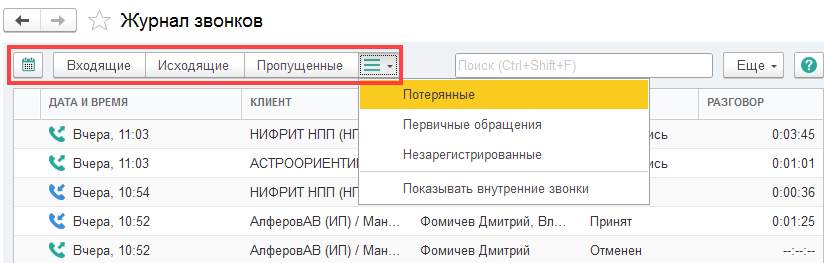 Журнал звонков
Входящие Исходящие Пропущенные Поиск (Ctrl+Shift+F) Еще ?
ДАТА И ВРЕМЯ КЛИЕНТ РАЗГОВОР
Потерянные
Первичные обращения
Незарегистрированные
Показывать внутренние звонки
Вчера, 11:03 НИФРИТ НПП (НГ ись 0:03:45
Вчера, 11:03 АСТРООРИЕНТИ ись 0:01:01
Вчера, 10:54 НИФРИТ НПП (НГ 0:00:36
Вчера, 10:52 АлферовАВ (ИП) / Ман... Фомичев Дмитрий, Вл... Принят 0:01:25
Вчера, 10:52 АлферовАВ (ИП) / Ман... Фомичев Дмитрий Отменен --:--:--